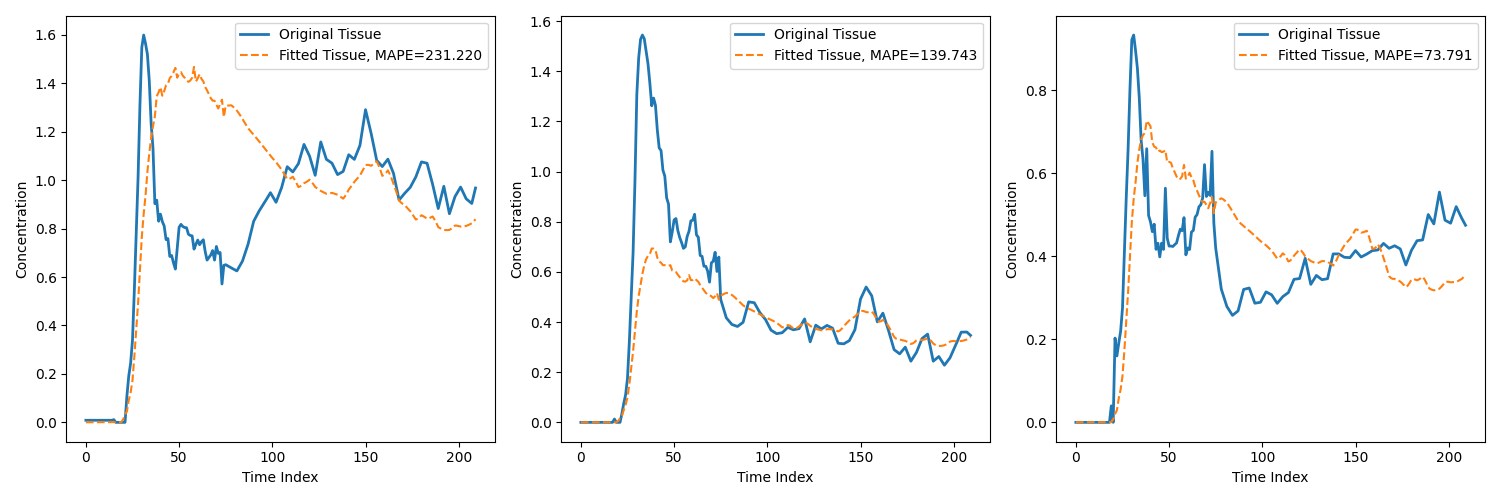 Original Tissue
Fitted Tissue, MAPE=231.220
Concentration
1.6
1.4
1.2
1.0
0.8
0.6
0.4
0.2
0.0
0 50 100 150 200
Time Index
Original Tissue
Fitted Tissue, MAPE=139.743
Concentration
1.6
1.4
1.2
1.0
0.8
0.6
0.4
0.2
0.0
0 50 100 150 200
Time Index
Original Tissue
Fitted Tissue, MAPE=73.791
Concentration
0.8
0.6
0.4
0.2
0.0
0 50 100 150 200
Time Index